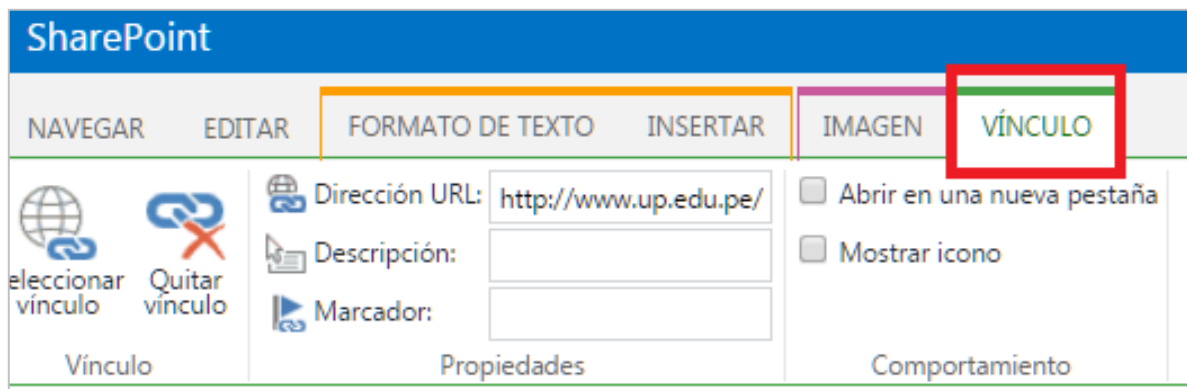 SharePoint
NAVEGAR EDITAR FORMATO DE TEXTO INSERTAR IMAGEN VÍNCULO
Dirección URL: http://www.up.edu.pe/ Abrir en una nueva pestaña
Descripción: Mostrar icono
eleccionar Quitar
vínculo vínculo
Marcador:
Vínculo Propiedades Comportamiento